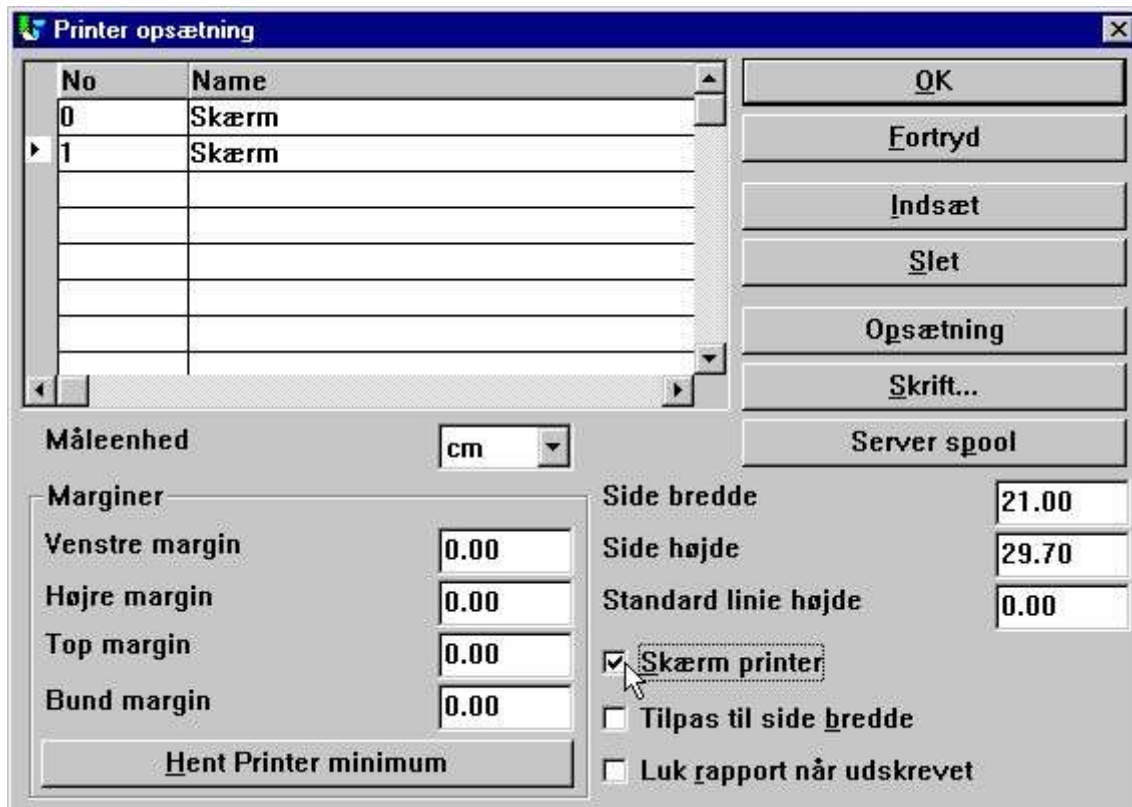 Printer opsætning
No Name
0 Skærm
1 Skærm
OK
Fortryd
Indsæt
Slet
Opsætning
Skrift...
Server spool
Måleenhed cm
Marginer
Venstre margin 0.00
Højre margin 0.00
Top margin 0.00
Bund margin 0.00
Hent Printer minimum
Side bredde 21.00
Side højde 29.70
Standard linie højde 0.00
Skærm printer
Tilpas til side bredde
Luk rapport når udskrevet